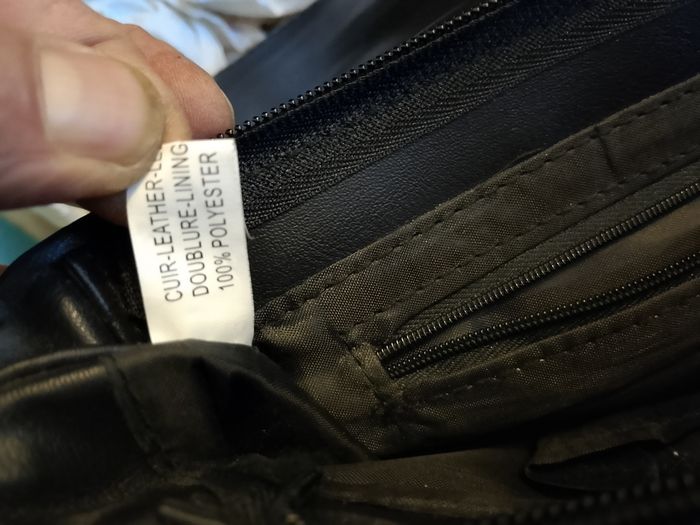 CUIR-LEATHER-
DOUBLURE-LINING
100% POLYESTER